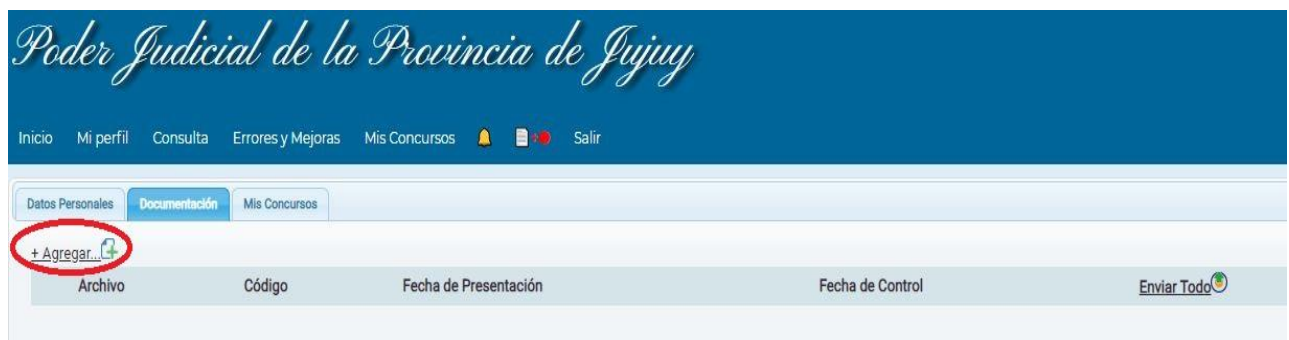 Poder Judicial de la Provincia de Jujuy
Inicio Mi perfil Consulta Errores y Mejoras Mis Concursos Salir
Datos Personales Documentación Mis Concursos
+ Agregar...
Archivo Código Fecha de Presentación Fecha de Control Enviar Todo